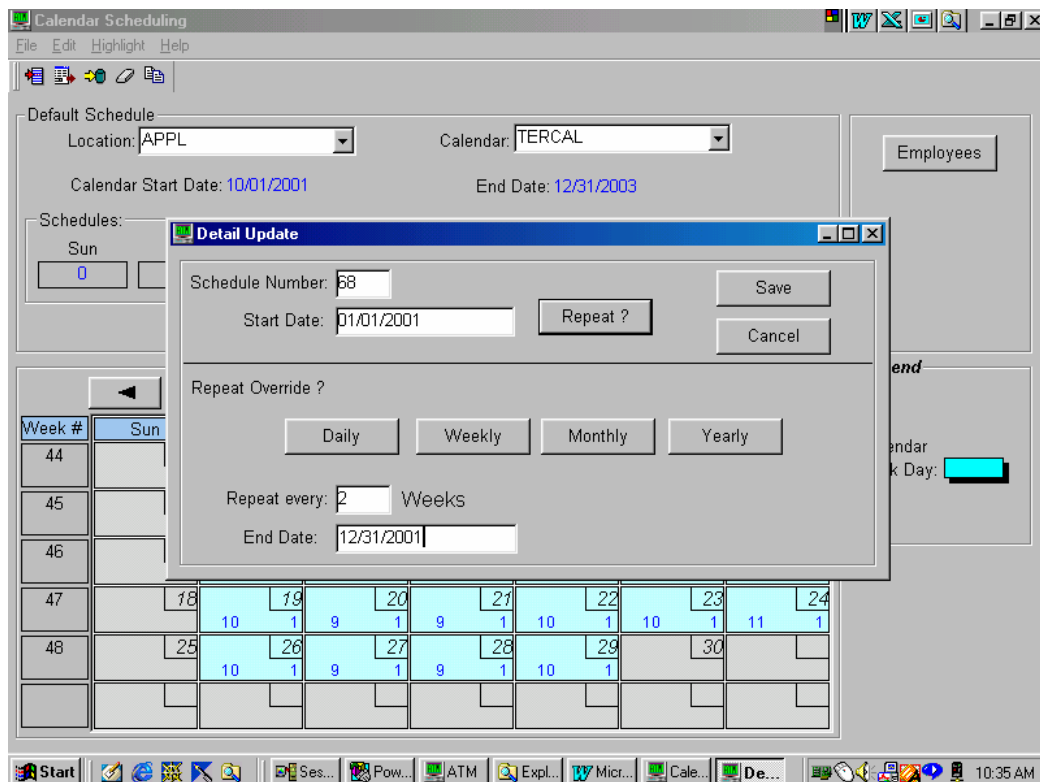 Calendar Scheduling
File Edit Highlight Help
Default Schedule
Location: APPL Calendar: TERCAL
Employees
Calendar Start Date: 10/01/2001 End Date: 12/31/2003
Schedules:
Sun
0
Detail Update
Schedule Number: 68
Save
Start Date: 01/01/2001 Repeat ?
Cancel
Repeat Override ?
Daily Weekly Monthly Yearly
Repeat every: 2 Weeks
End Date: 12/31/2001
end
endar
k Day:
Week # Sun
44
45
46
47 18 19 20 21 22 23 24
10 1 9 1 9 1 10 1 10 1 11 1
48 25 26 27 28 29 30
10 1 9 1 9 1 10 1
Start Ses... Pow... ATM Expl... Micr... Cale... De... 10:35 AM